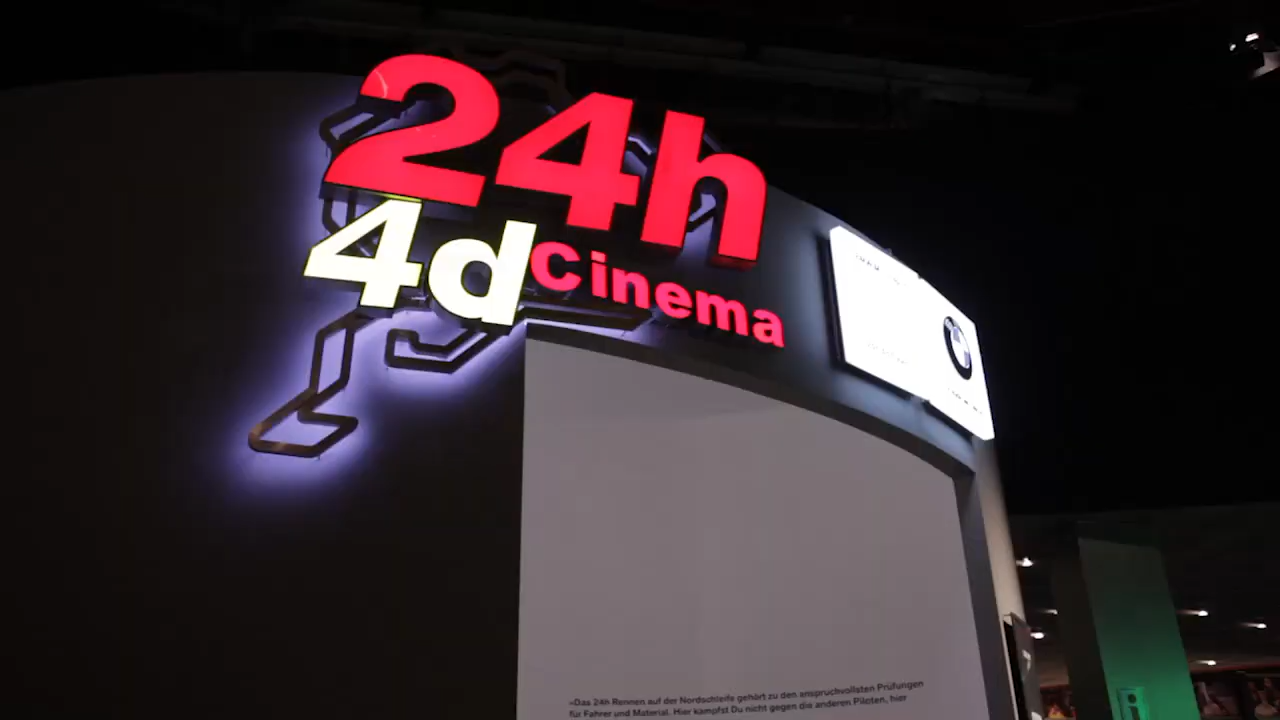 24h
4d Cinema
»Das 24h Rennen auf der Nordschleife gehört zu den anspruchvollsten Prüfungen
für Fahrer und Material. Hier kämpfst Du nicht gegen die anderen Piloten, hier